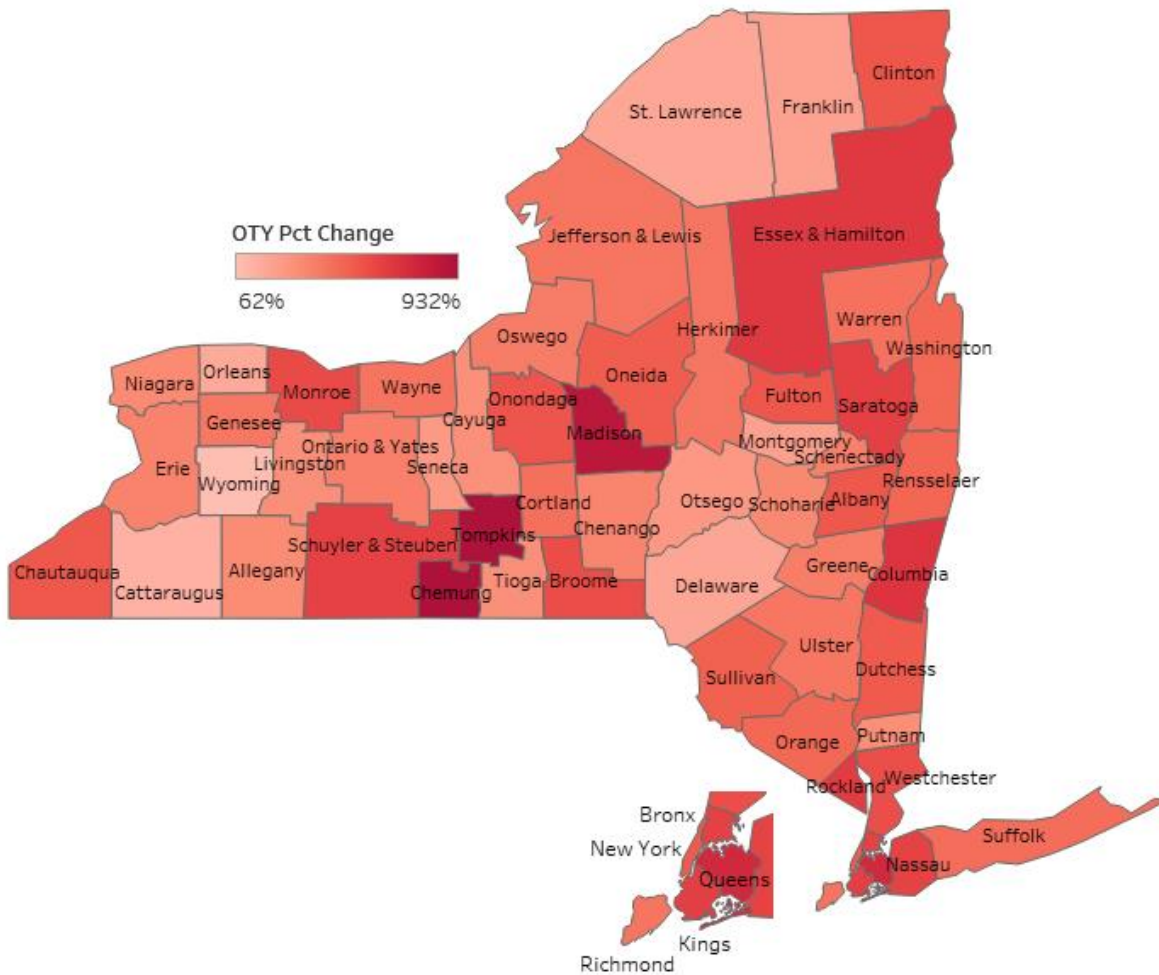 Clinton
St. Lawrence
Franklin
OTY Pct Change
62%
932%
Jefferson & Lewis
Essex & Hamilton
Oswego
Herkimer
Warren
Washington
Niagara
Orleans
Monroe
Wayne
Oneida
Fulton
Saratoga
Genesee
Onondaga
Cayuga
Madison
Montgomery
Schenectady
Erie
Wyoming
Livingston
Ontario & Yates
Seneca
Rensselaer
Cortland
Otsego
Schoharie
Albany
Chenango
Tompkins
Schuyler & Steuben
Chautauqua
Cattaraugus
Allegany
Chemung
Tioga
Broome
Delaware
Greene
Columbia
Ulster
Dutchess
Sullivan
Orange
Putnam
Rockland
Westchester
Bronx
New York
Queens
Kings
Richmond
Nassau
Suffolk